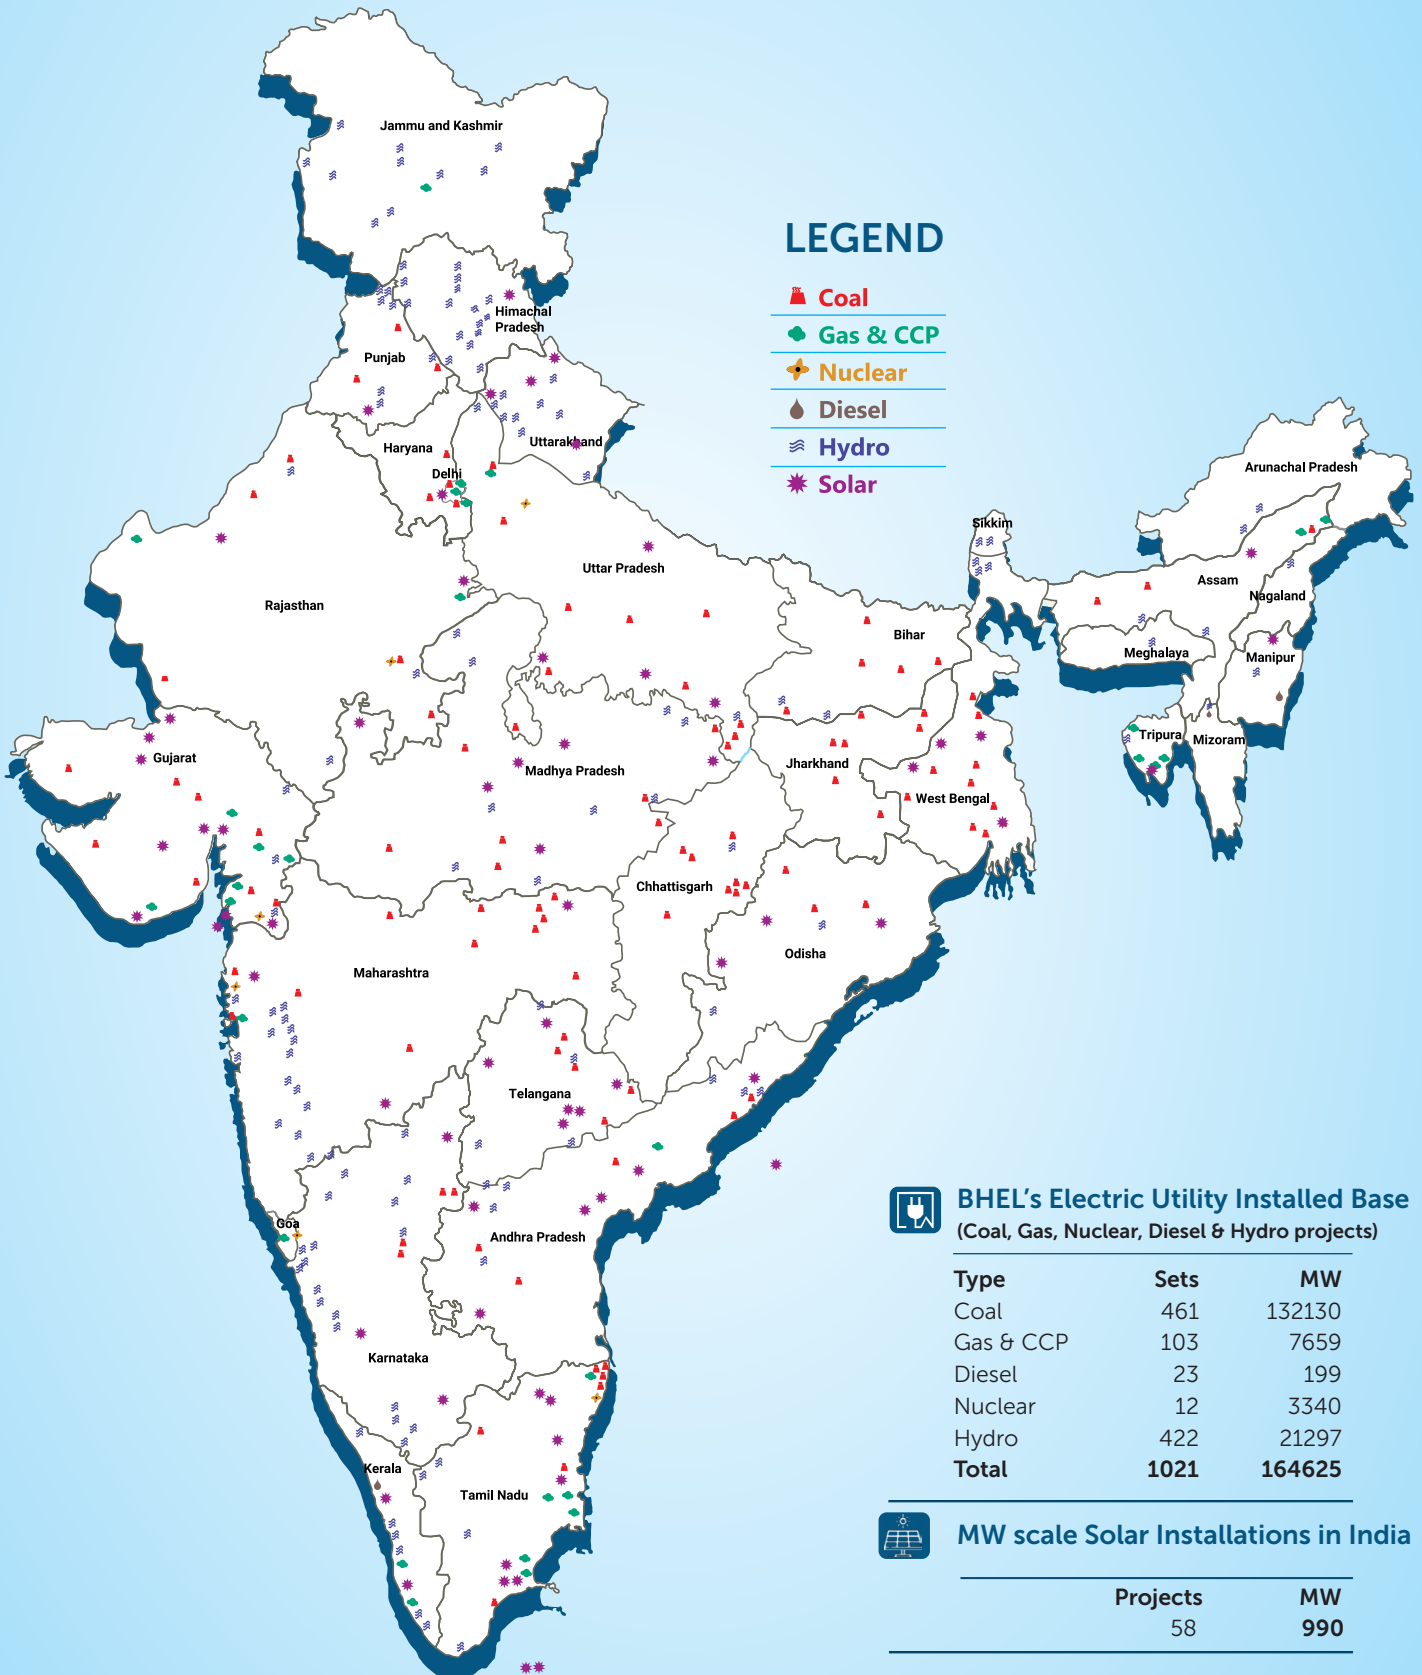 Jammu and Kashmir
LEGEND
Coal
Gas & CCP
Nuclear
Diesel
Hydro
Solar
Himachal
Pradesh
Punjab
Uttarakhand
Haryana
Delhi
Arunachal Pradesh
Sikkim
Uttar Pradesh
Assam
Nagaland
Rajasthan
Bihar
Meghalaya
Manipur
Tripura
Mizoram
Gujarat
Madhya Pradesh
Jharkhand
West Bengal
Chhattisgarh
Odisha
Maharashtra
Telangana
Goa
Andhra Pradesh
Karnataka
Kerala
Tamil Nadu
BHEL's Electric Utility Installed Base
(Coal, Gas, Nuclear, Diesel & Hydro projects)
Type Sets MW
Coal 461 132130
Gas & CCP 103 7659
Diesel 23 199
Nuclear 12 3340
Hydro 422 21297
Total 1021 164625
MW scale Solar Installations in India
Projects MW
58 990